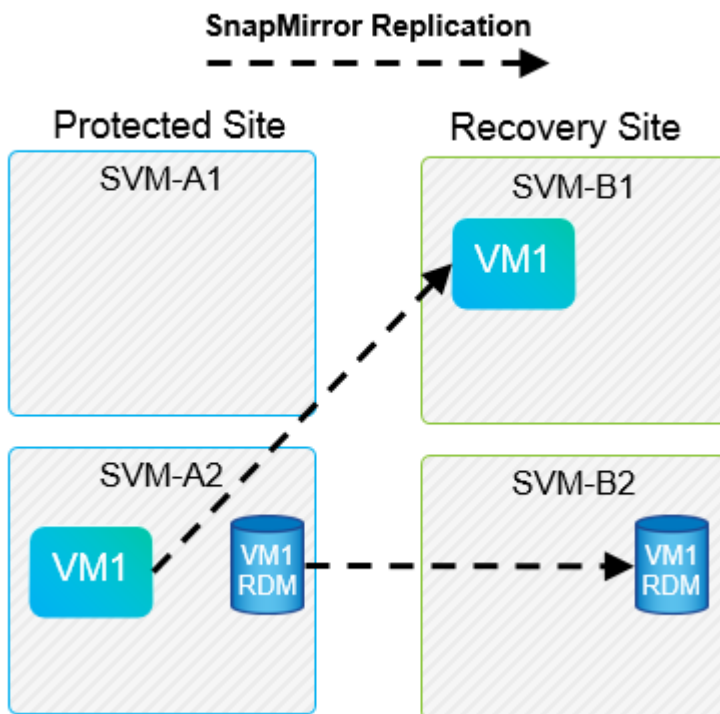 SnapMirror Replication
Protected Site
Recovery Site
SVM-A1
SVM-B1
VM1
SVM-A2
SVM-B2
VM1
VM1
RDM
VM1
RDM